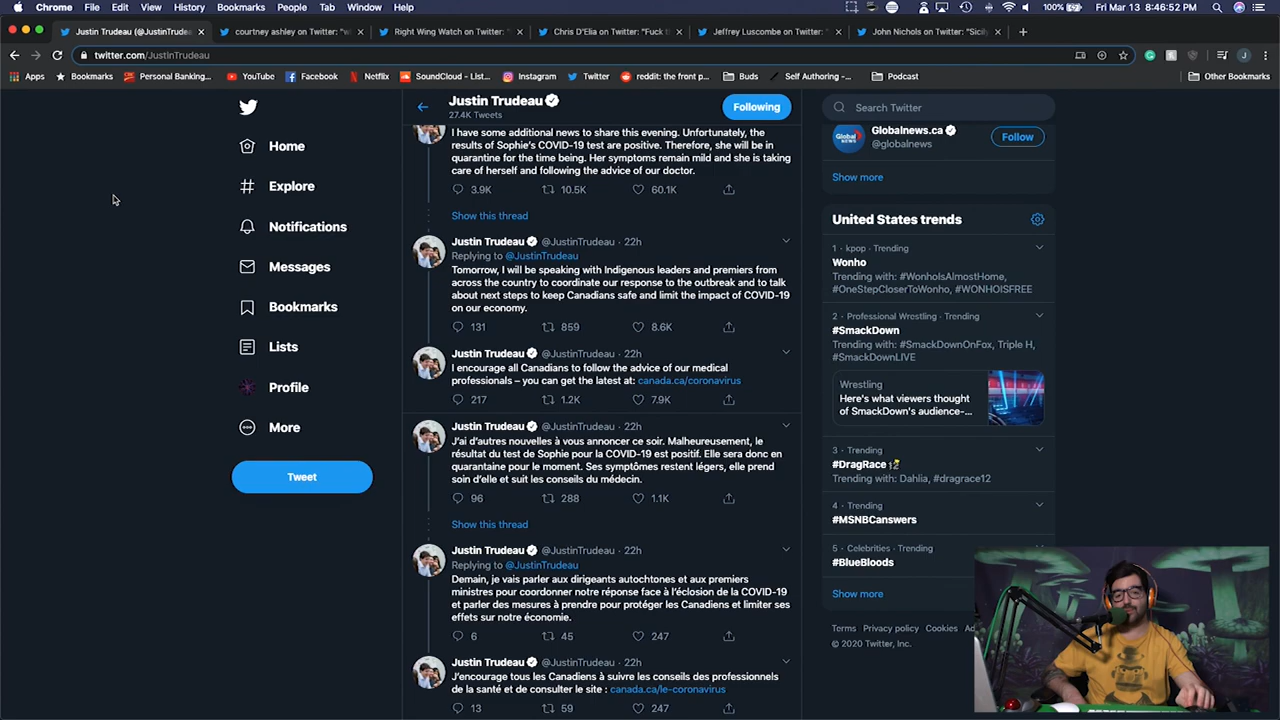 Chrome File Edit View History Bookmarks People Tab Window Help 100% Fri Mar 13 8:46:52 PM
Justin Trudeau (@JustinTrudea courtney ashley on Twitter: "w Right Wing Watch on Twitter: " Chris D'Elia on Twitter: "Fuck t Jeffrey Luscombe on Twitter: " John Nichols on Twitter: "Sicily
twitter.com/JustinTrudeau J
Apps Bookmarks Personal Banking... YouTube Facebook Netflix SoundCloud - List... Instagram Twitter reddit: the front p... Buds Self Authoring -... Podcast Other Bookmarks
Home
Explore
Notifications
Messages
Bookmarks
Lists
Profile
More
Tweet
Justin Trudeau
27.4K Tweets
Following
I have some additional news to share this evening. Unfortunately, the
results of Sophie's COVID-19 test are positive. Therefore, she will be in
quarantine for the time being. Her symptoms remain mild and she is taking
care of herself and following the advice of our doctor.
3.9K 10.5K 60.1K
Show this thread
Justin Trudeau @JustinTrudeau · 22h
Replying to @JustinTrudeau
Tomorrow, I will be speaking with Indigenous leaders and premiers from
across the country to coordinate our response to the outbreak and to talk
about next steps to keep Canadians safe and limit the impact of COVID-19
on our economy.
131 859 8.6K
Justin Trudeau @JustinTrudeau · 22h
I encourage all Canadians to follow the advice of our medical
professionals – you can get the latest at: canada.ca/coronavirus
217 1.2K 7.9K
Justin Trudeau @JustinTrudeau · 22h
J'ai d'autres nouvelles à vous annoncer ce soir. Malheureusement, le
résultat du test de Sophie pour la COVID-19 est positif. Elle sera donc en
quarantaine pour le moment. Ses symptômes restent légers, elle prend
soin d'elle et suit les conseils du médecin.
96 288 1.1K
Show this thread
Justin Trudeau @JustinTrudeau · 22h
Replying to @JustinTrudeau
Demain, je vais parler aux dirigeants autochtones et aux premiers
ministres pour coordonner notre réponse face à l'éclosion de la COVID-19
et parler des mesures à prendre pour protéger les Canadiens et limiter ses
effets sur notre économie.
6 45 247
Justin Trudeau @JustinTrudeau · 22h
J'encourage tous les Canadiens à suivre les conseils des professionnels
de la santé et de consulter le site : canada.ca/le-coronavirus
13 59 247
Search Twitter
Global NEWS
Globalnews.ca
@globalnews
Follow
Show more
United States trends
1 · kpop · Trending
Wonho
Trending with: #WonhoIsAlmostHome,
#OneStepCloserToWonho, #WONHOISFREE
2 · Professional Wrestling · Trending
#SmackDown
Trending with: #SmackDownOnFox, Triple H,
#SmackDownLIVE
Wrestling
Here's what viewers thought
of SmackDown's audience-...
3 · Trending
#DragRace
Trending with: Dahlia, #dragrace12
4 · Trending
#MSNBCanswers
5 · Celebrities · Trending
#BlueBloods
Show more
Terms Privacy policy Cookies Ad
© 2020 Twitter, Inc.